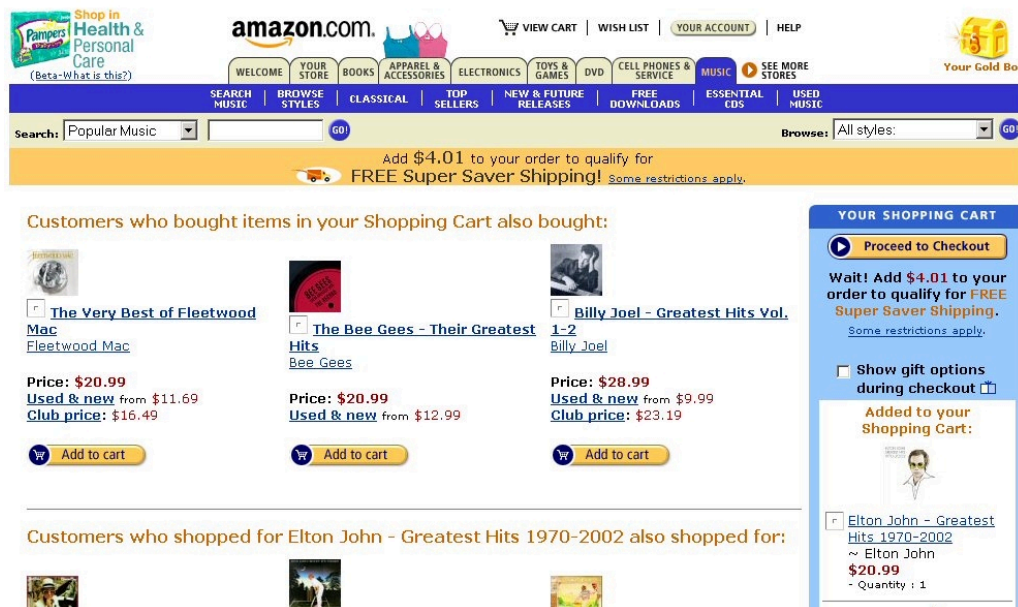 Shop in
Health &
Personal
Care
(Beta-What is this?)
Pampers
amazon.com.
VIEW CART | WISH LIST | YOUR ACCOUNT | HELP
Your Gold Bo
WELCOME
YOUR STORE
BOOKS
APPAREL & ACCESSORIES
ELECTRONICS
TOYS & GAMES
DVD
CELL PHONES & SERVICE
MUSIC
SEE MORE STORES
SEARCH MUSIC | BROWSE STYLES | CLASSICAL | TOP SELLERS | NEW & FUTURE RELEASES | FREE DOWNLOADS | ESSENTIAL CDS | USED MUSIC
Search: Popular Music GO!
Browse: All styles: GO!
Add $4.01 to your order to qualify for
FREE Super Saver Shipping! Some restrictions apply.
Customers who bought items in your Shopping Cart also bought:
The Very Best of Fleetwood
Mac
Fleetwood Mac
Price: $20.99
Used & new from $11.69
Club price: $16.49
Add to cart
The Bee Gees - Their Greatest
Hits
Bee Gees
Price: $20.99
Used & new from $12.99
Add to cart
Billy Joel - Greatest Hits Vol.
1-2
Billy Joel
Price: $28.99
Used & new from $9.99
Club price: $23.19
Add to cart
Customers who shopped for Elton John - Greatest Hits 1970-2002 also shopped for:
YOUR SHOPPING CART
Proceed to Checkout
Wait! Add $4.01 to your
order to qualify for FREE
Super Saver Shipping.
Some restrictions apply.
Show gift options
during checkout
Added to your
Shopping Cart:
Elton John - Greatest
Hits 1970-2002
~ Elton John
$20.99
- Quantity : 1